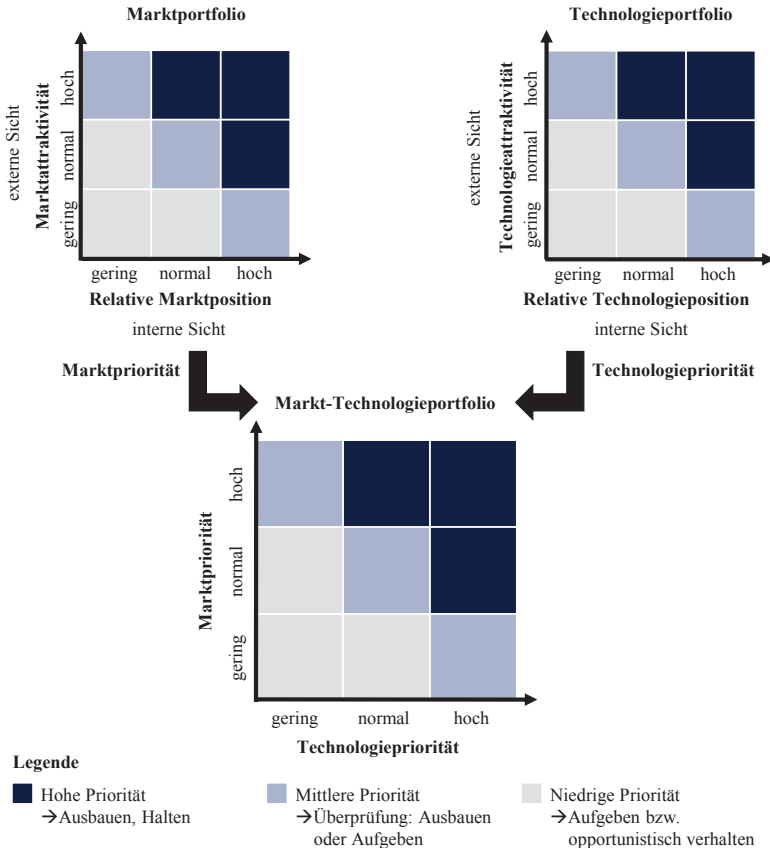 Marktportfolio
externe Sicht
Marktattraktivität
hoch
normal
gering
gering normal hoch
Relative Marktposition
interne Sicht
Technologieportfolio
externe Sicht
Technologieattraktivität
hoch
normal
gering
gering normal hoch
Relative Technologieposition
interne Sicht
Marktpriorität
Technologiepriorität
Markt-Technologieportfolio
Marktpriorität
hoch
normal
gering
gering normal hoch
Technologiepriorität
Legende
Hohe Priorität
→Ausbauen, Halten
Mittlere Priorität
→Überprüfung: Ausbauen
oder Aufgeben
Niedrige Priorität
→Aufgeben bzw.
opportunistisch verhalten